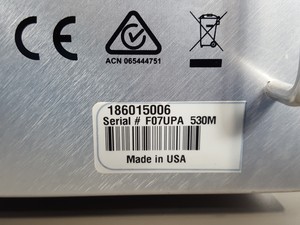 CE
ACN 065444751
186015006
Serial # F07UPA 530M
Made in USA